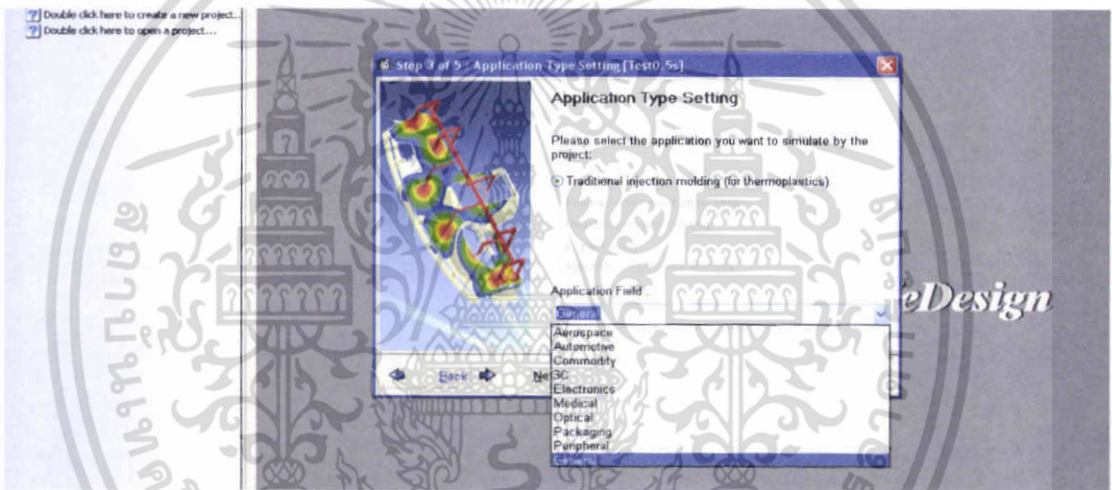 Double click here to create a new project...
Double click here to open a project...
Step 3 of 5 : Application Type Setting [Test0.5s]
Application Type Setting
Please select the application you want to simulate by the
project:
Traditional injection molding (for thermoplastics)
Application Field
General
Aerospace
Automotive
Commodity
3C
Electronics
Medical
Optical
Packaging
Peripheral
General
Back
eDesign